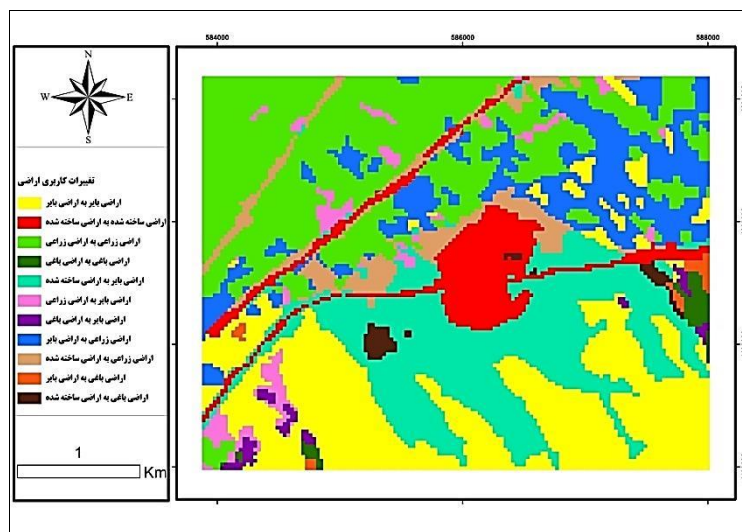 584000 586000 588000
N
W E
S
تغییرات کاربری اراضی
اراضی بایر به اراضی بایر
اراضی ساخته شده به اراضی ساخته شده
اراضی زراعی به اراضی زراعی
اراضی باغی به اراضی باغی
اراضی بایر به اراضی ساخته شده
اراضی بایر به اراضی زراعی
اراضی بایر به اراضی باغی
اراضی زراعی به اراضی بایر
اراضی زراعی به اراضی ساخته شده
اراضی باغی به اراضی بایر
اراضی باغی به اراضی ساخته شده
1
Km